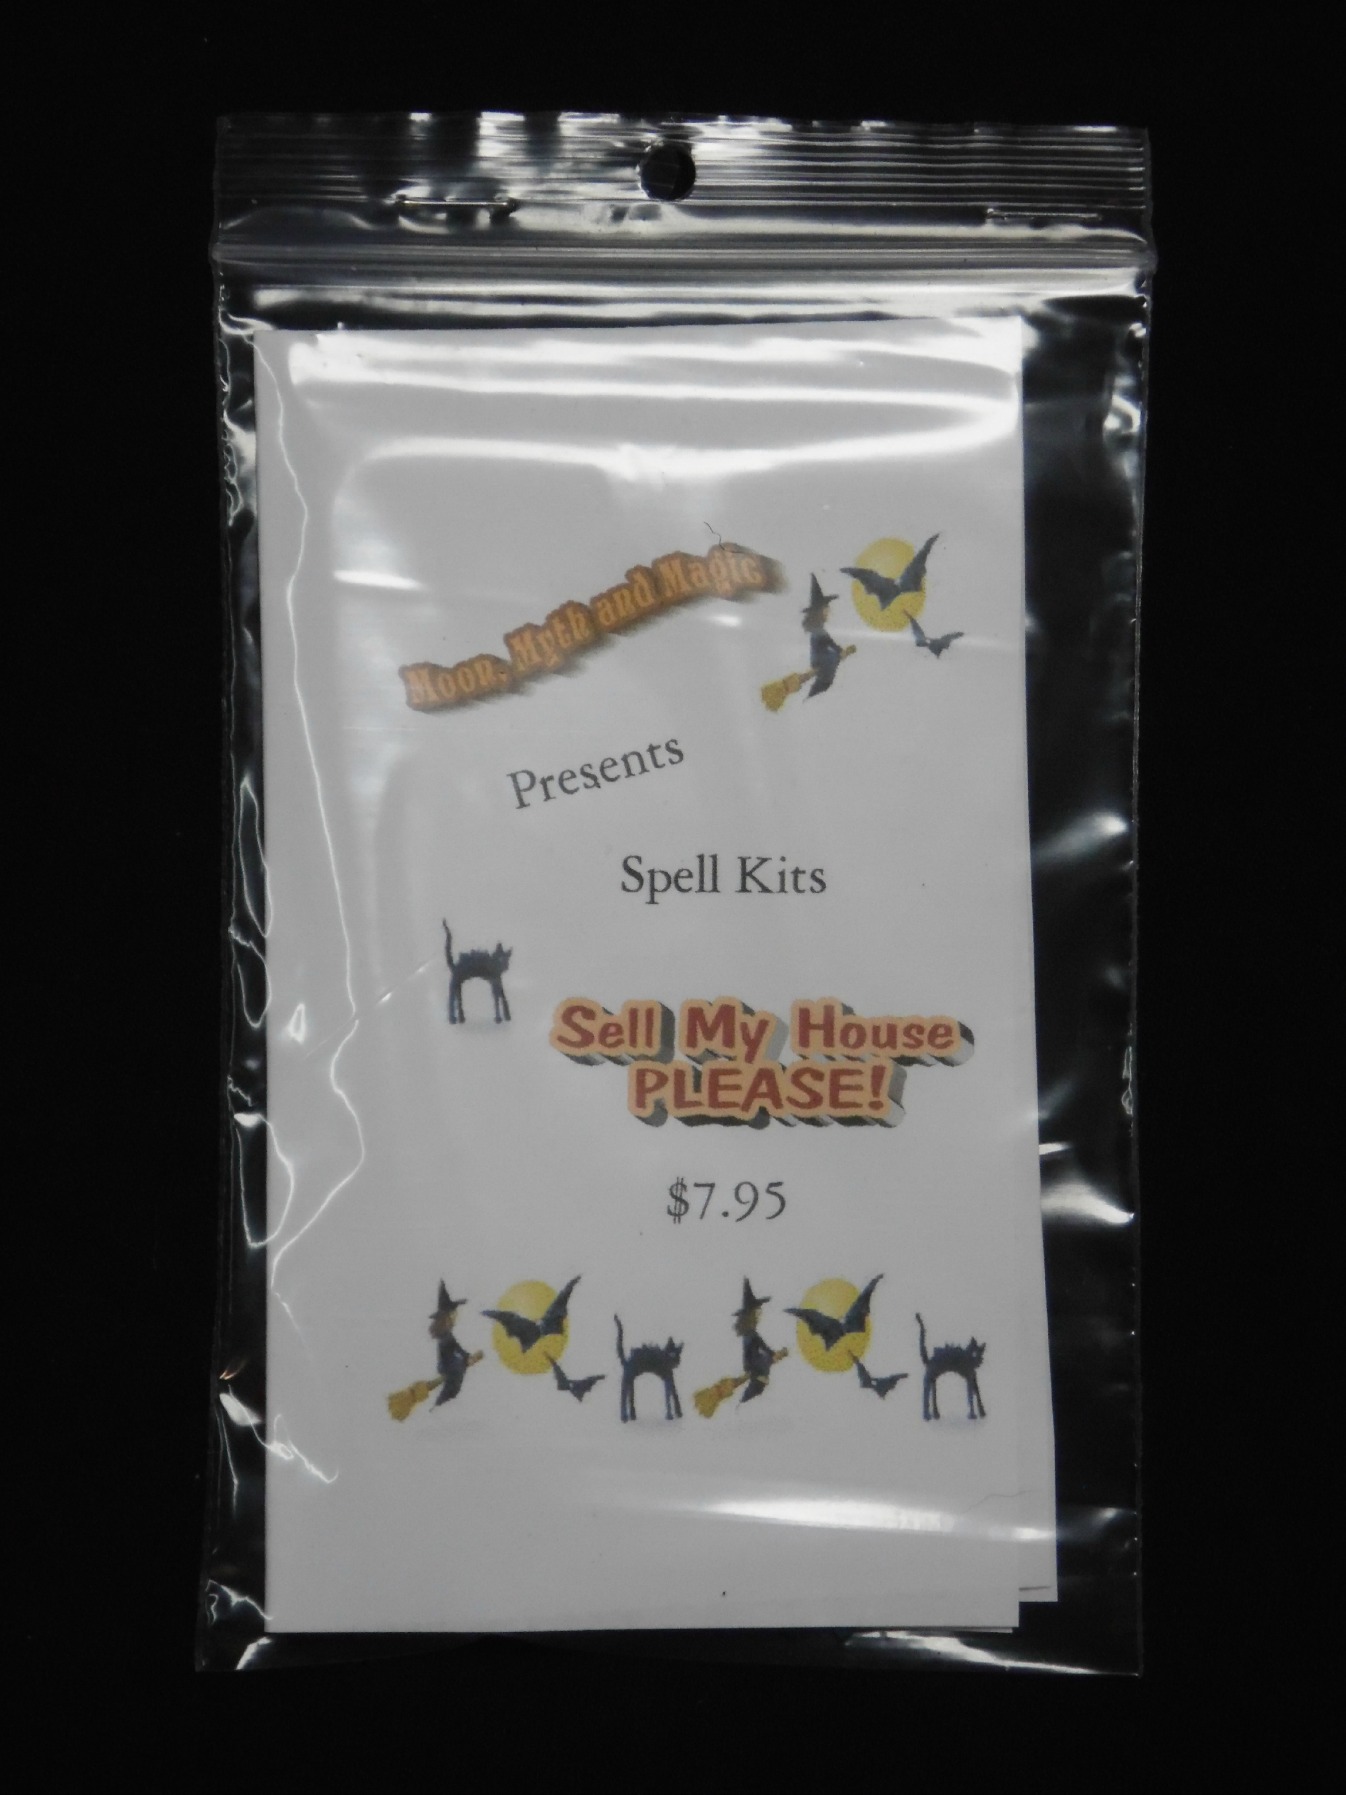 Moon, Myth and Magic
Presents
Spell Kits
Sell My House
PLEASE!
$7.95